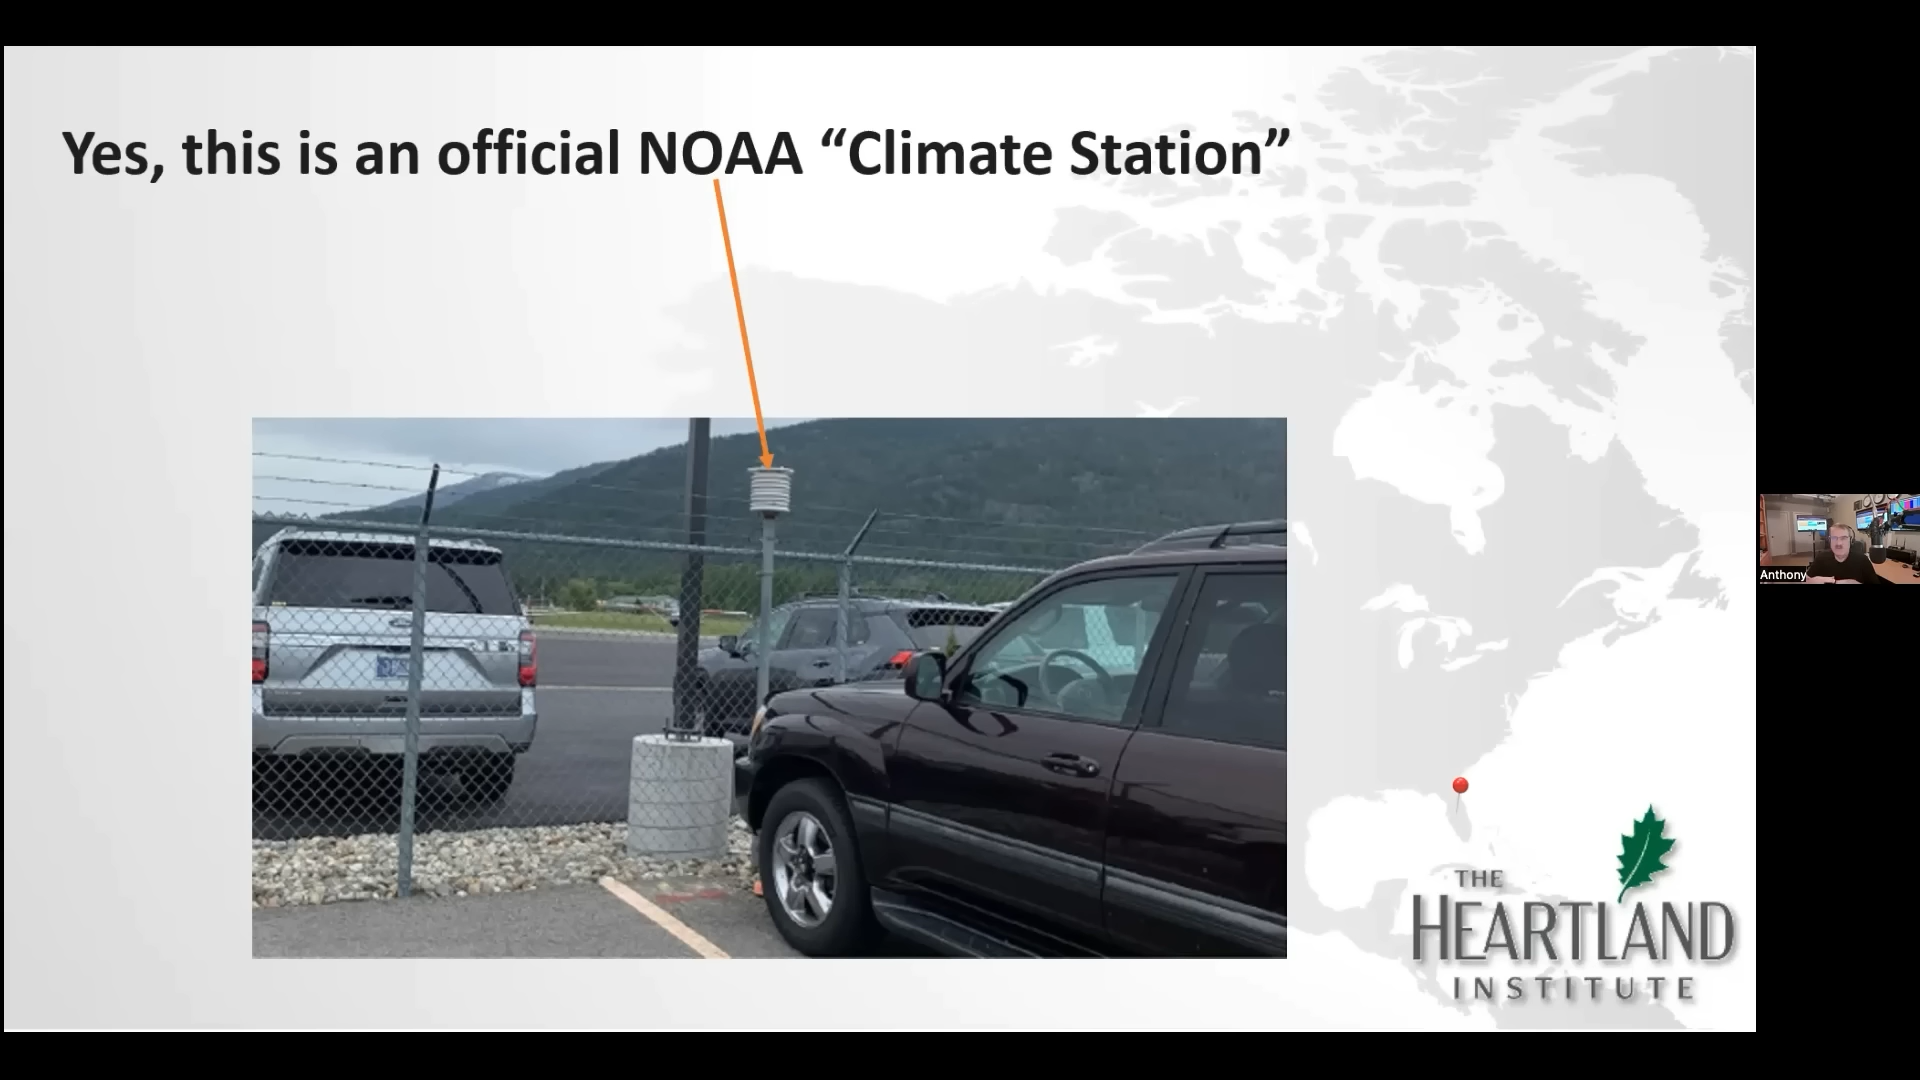 Yes, this is an official NOAA “Climate Station”
THE
HEARTLAND
INSTITUTE
Anthony